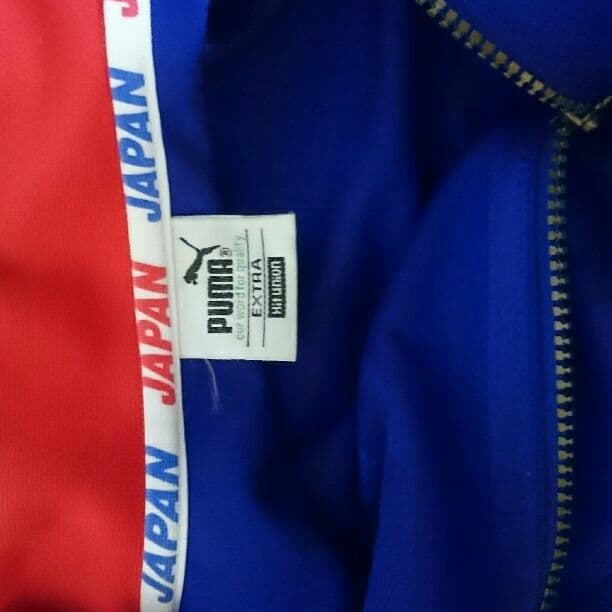 JAPAN
JAPAN
JAPAN
PUMA®
our word for quality.
EXTRA
Hit union